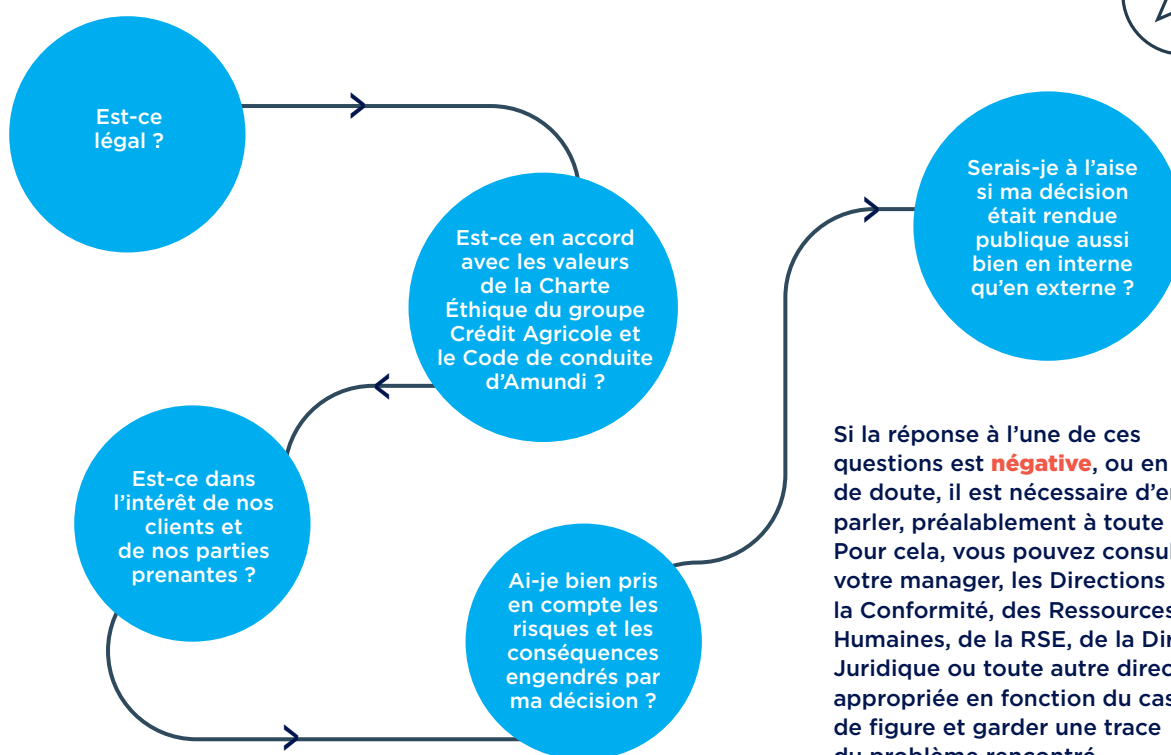 Est-ce
légal ?
Est-ce en accord
avec les valeurs
de la Charte
Éthique du groupe
Crédit Agricole et
le Code de conduite
d'Amundi ?
Est-ce dans
l'intérêt de nos
clients et
de nos parties
prenantes ?
Ai-je bien pris
en compte les
risques et les
conséquences
engendrés par
ma décision ?
Serais-je à l'aise
si ma décision
était rendue
publique aussi
bien en interne
qu'en externe ?
Si la réponse à l'une de ces
questions est négative, ou en
de doute, il est nécessaire
parler, préalablement à toute
Pour cela, vous pouvez
votre manager, les Directions
la Conformité, des Ressources
Humaines, de la RSE, de la
Juridique ou toute autre
appropriée en fonction du cas
de figure et garder une trace
du problème rencontré